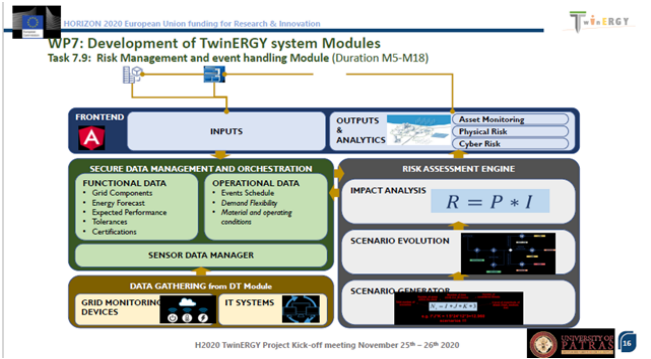 HORIZON 2020 European Union funding for Research & Innovation
TwinERGY
WP7: Development of TwinERGY system Modules
Task 7.9: Risk Management and event handling Module (Duration M5-M18)
FRONTEND
A
INPUTS
OUTPUTS
&
ANALYTICS
Asset Monitoring
Physical Risk
Cyber Risk
SECURE DATA MANAGEMENT AND ORCHESTRATION
FUNCTIONAL DATA
• Grid Components
• Energy Forecast
• Expected Performance
• Tolerances
• Certifications
OPERATIONAL DATA
• Events Schedule
• Demand Flexibility
• Material and operating
conditions
SENSOR DATA MANAGER
DATA GATHERING from DT Module
GRID MONITORING
DEVICES
IT SYSTEMS
RISK ASSESSMENT ENGINE
IMPACT ANALYSIS
R = P * I
SCENARIO EVOLUTION
SCENARIO GENERATOR
H2020 TwinERGY Project Kick-off meeting November 25th – 26th 2020
UNIVERSITY OF
PATRAS
16